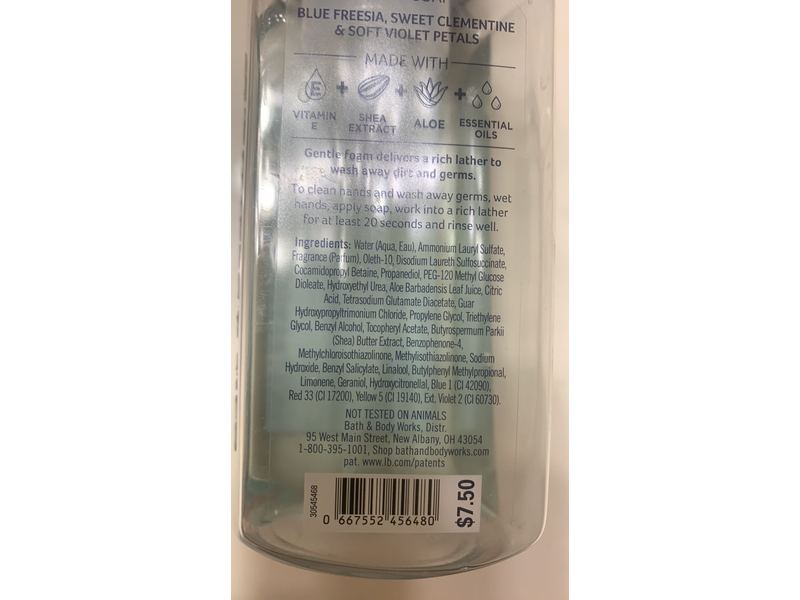 BLUE FREESIA, SWEET CLEMENTINE
& SOFT VIOLET PETALS
MADE WITH
E + + +
VITAMIN E SHEA EXTRACT ALOE ESSENTIAL OILS
Gentle foam delivers a rich lather to
wash away dirt and germs.
To clean hands and wash away germs, wet
hands, apply soap, work into a rich lather
for at least 20 seconds and rinse well.
Ingredients: Water (Aqua, Eau), Ammonium Lauryl Sulfate,
Fragrance (Parfum), Oleth-10, Disodium Laureth Sulfosuccinate,
Cocamidopropyl Betaine, Propanediol, PEG-120 Methyl Glucose
Dioleate, Hydroxyethyl Urea, Aloe Barbadensis Leaf Juice, Citric
Acid, Tetrasodium Glutamate Diacetate, Guar
Hydroxypropyltrimonium Chloride, Propylene Glycol, Triethylene
Glycol, Benzyl Alcohol, Tocopheryl Acetate, Butyrospermum Parkii
(Shea) Butter Extract, Benzophenone-4,
Methylchloroisothiazolinone, Methylisothiazolinone, Sodium
Hydroxide, Benzyl Salicylate, Linalool, Butylphenyl Methylpropional,
Limonene, Geraniol, Hydroxycitronellal, Blue 1 (CI 42090),
Red 33 (CI 17200), Yellow 5 (CI 19140), Ext. Violet 2 (CI 60730).
NOT TESTED ON ANIMALS
Bath & Body Works, Distr.
95 West Main Street, New Albany, OH 43054
1-800-395-1001, Shop bathandbodyworks.com
pat. www.lb.com/patents
30545468
0 667552 456480
$7.50